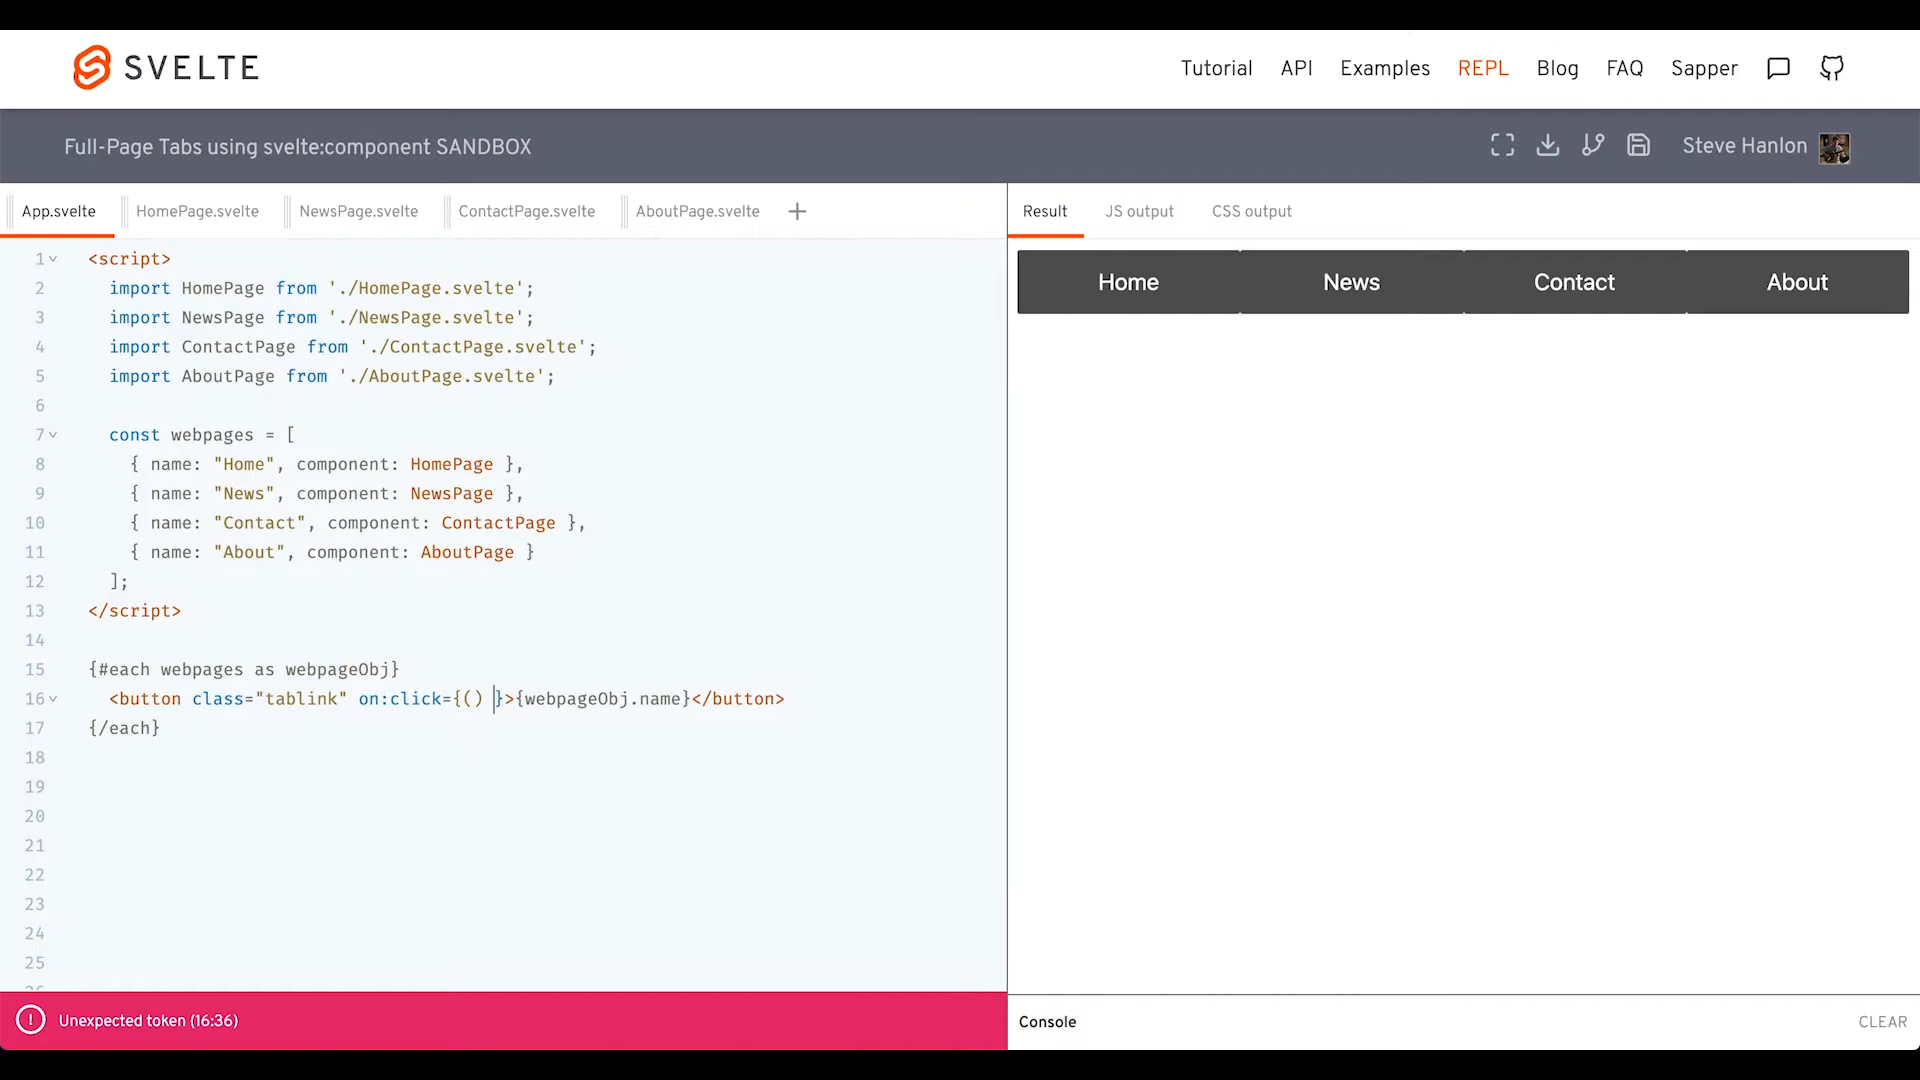 SVELTE
Tutorial API Examples REPL Blog FAQ Sapper
Full-Page Tabs using svelte:component SANDBOX
Steve Hanlon
App.svelte HomePage.svelte NewsPage.svelte ContactPage.svelte AboutPage.svelte +
Result JS output CSS output
1 <script>
2 import HomePage from './HomePage.svelte';
3 import NewsPage from './NewsPage.svelte';
4 import ContactPage from './ContactPage.svelte';
5 import AboutPage from './AboutPage.svelte';
6
7 const webpages = [
8 { name: "Home", component: HomePage },
9 { name: "News", component: NewsPage },
10 { name: "Contact", component: ContactPage },
11 { name: "About", component: AboutPage }
12 ];
13 </script>
14
15 {#each webpages as webpageObj}
16 <button class="tablink" on:click={() }>{webpageObj.name}</button>
17 {/each}
18
19
20
21
22
23
24
25
Unexpected token (16:36)
Home News Contact About
Console CLEAR